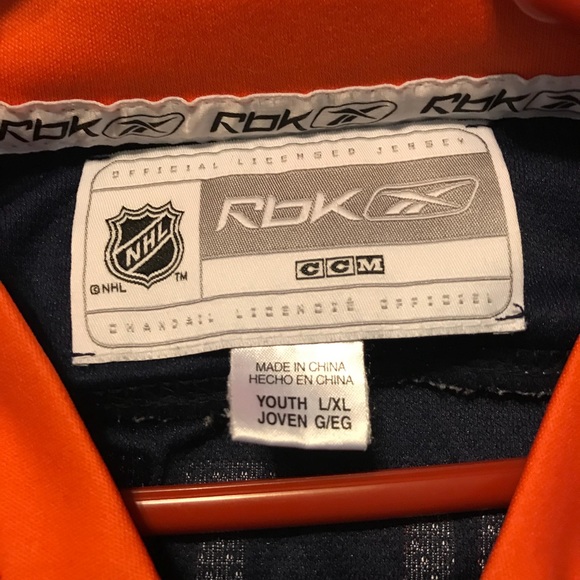 RbK RbK RbK
OFFICIAL LICENSED JERSEY
NHL
RbK
©NHL
TM
CCM
CHANDAIL LICENCIÉ OFFICIEL
MADE IN CHINA
HECHO EN CHINA
YOUTH L/XL
JOVEN G/EG